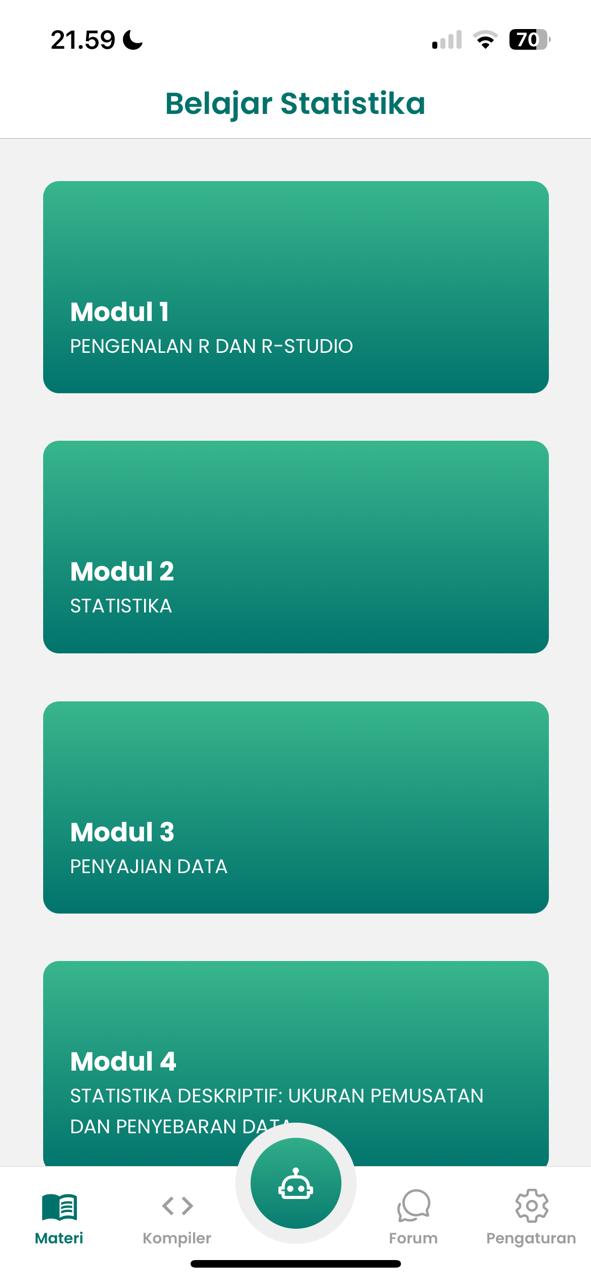 21.59
70
Belajar Statistika
Modul 1
PENGENALAN R DAN R-STUDIO
Modul 2
STATISTIKA
Modul 3
PENYAJIAN DATA
Modul 4
STATISTIKA DESKRIPTIF: UKURAN PEMUSATAN
DAN PENYEBARAN DATA
Materi
Kompiler
Forum
Pengaturan